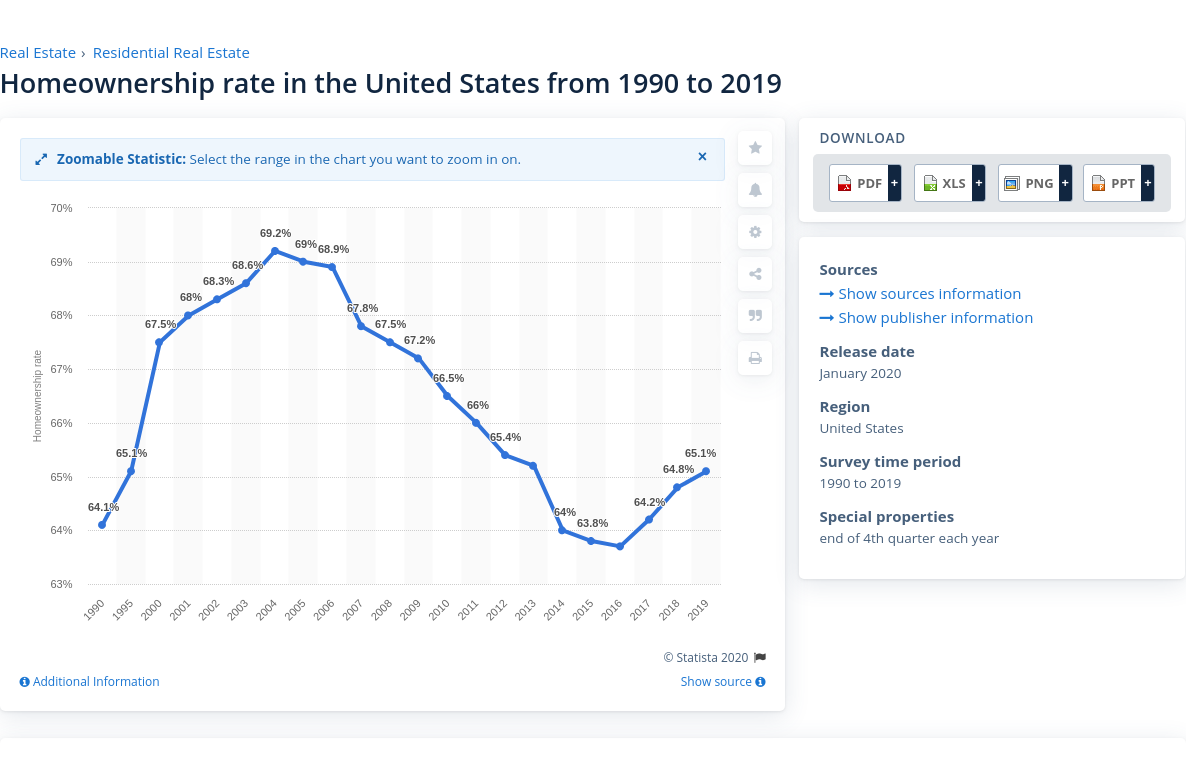 Real Estate › Residential Real Estate
Homeownership rate in the United States from 1990 to 2019
Zoomable Statistic: Select the range in the chart you want to zoom in on. ×
Homeownership rate
70%
69%
68%
67%
66%
65%
64%
63%
64.1%
65.1%
67.5%
68%
68.3%
68.6%
69.2%
69%
68.9%
67.8%
67.5%
67.2%
66.5%
66%
65.4%
64%
63.8%
64.2%
64.8%
65.1%
1990
1995
2000
2001
2002
2003
2004
2005
2006
2007
2008
2009
2010
2011
2012
2013
2014
2015
2016
2017
2018
2019
© Statista 2020
Additional Information
Show source
DOWNLOAD
PDF + XLS + PNG + PPT +
Sources
Show sources information
Show publisher information
Release date
January 2020
Region
United States
Survey time period
1990 to 2019
Special properties
end of 4th quarter each year